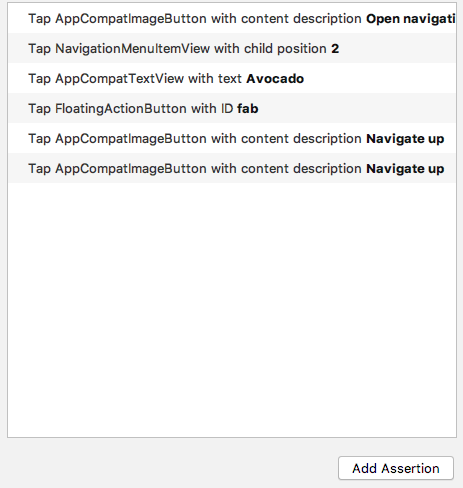 Tap AppCompatImageButton with content description Open navigati
Tap NavigationMenuItemView with child position 2
Tap AppCompatTextView with text Avocado
Tap FloatingActionButton with ID fab
Tap AppCompatImageButton with content description Navigate up
Tap AppCompatImageButton with content description Navigate up
Add Assertion